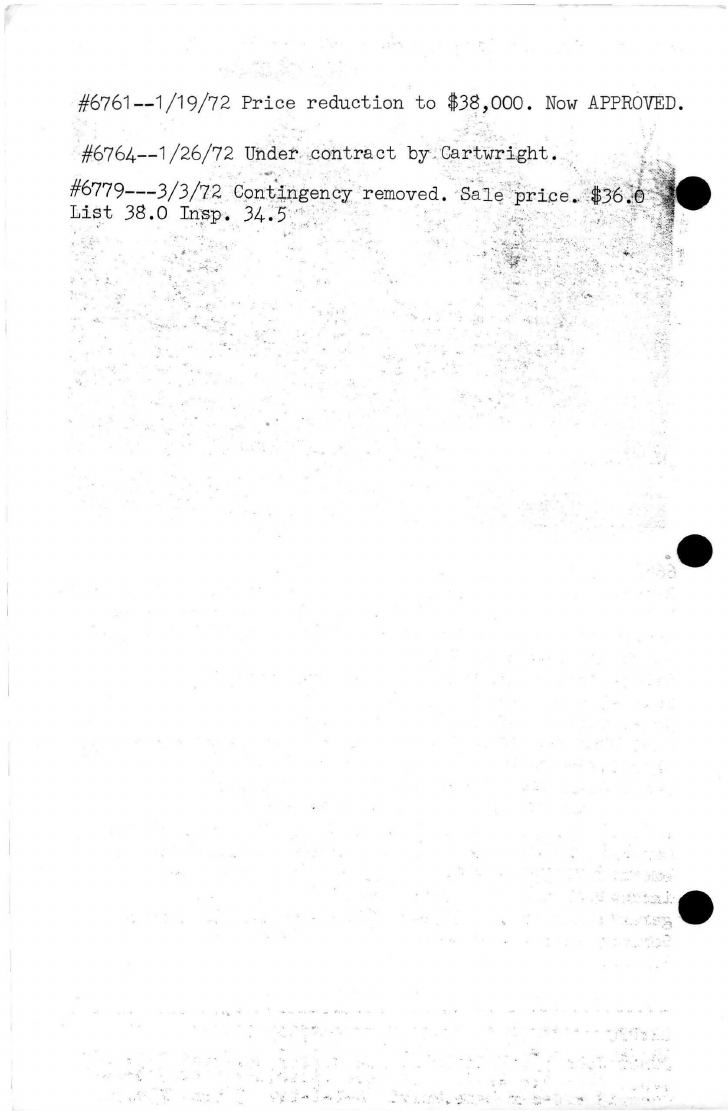 #6761--1/19/72 Price reduction to $38,000. Now APPROVED.
#6764--1/26/72 Under contract by Cartwright.
#6779---3/3/72 Contingency removed. Sale price. $36.0
List 38.0 Insp. 34.5